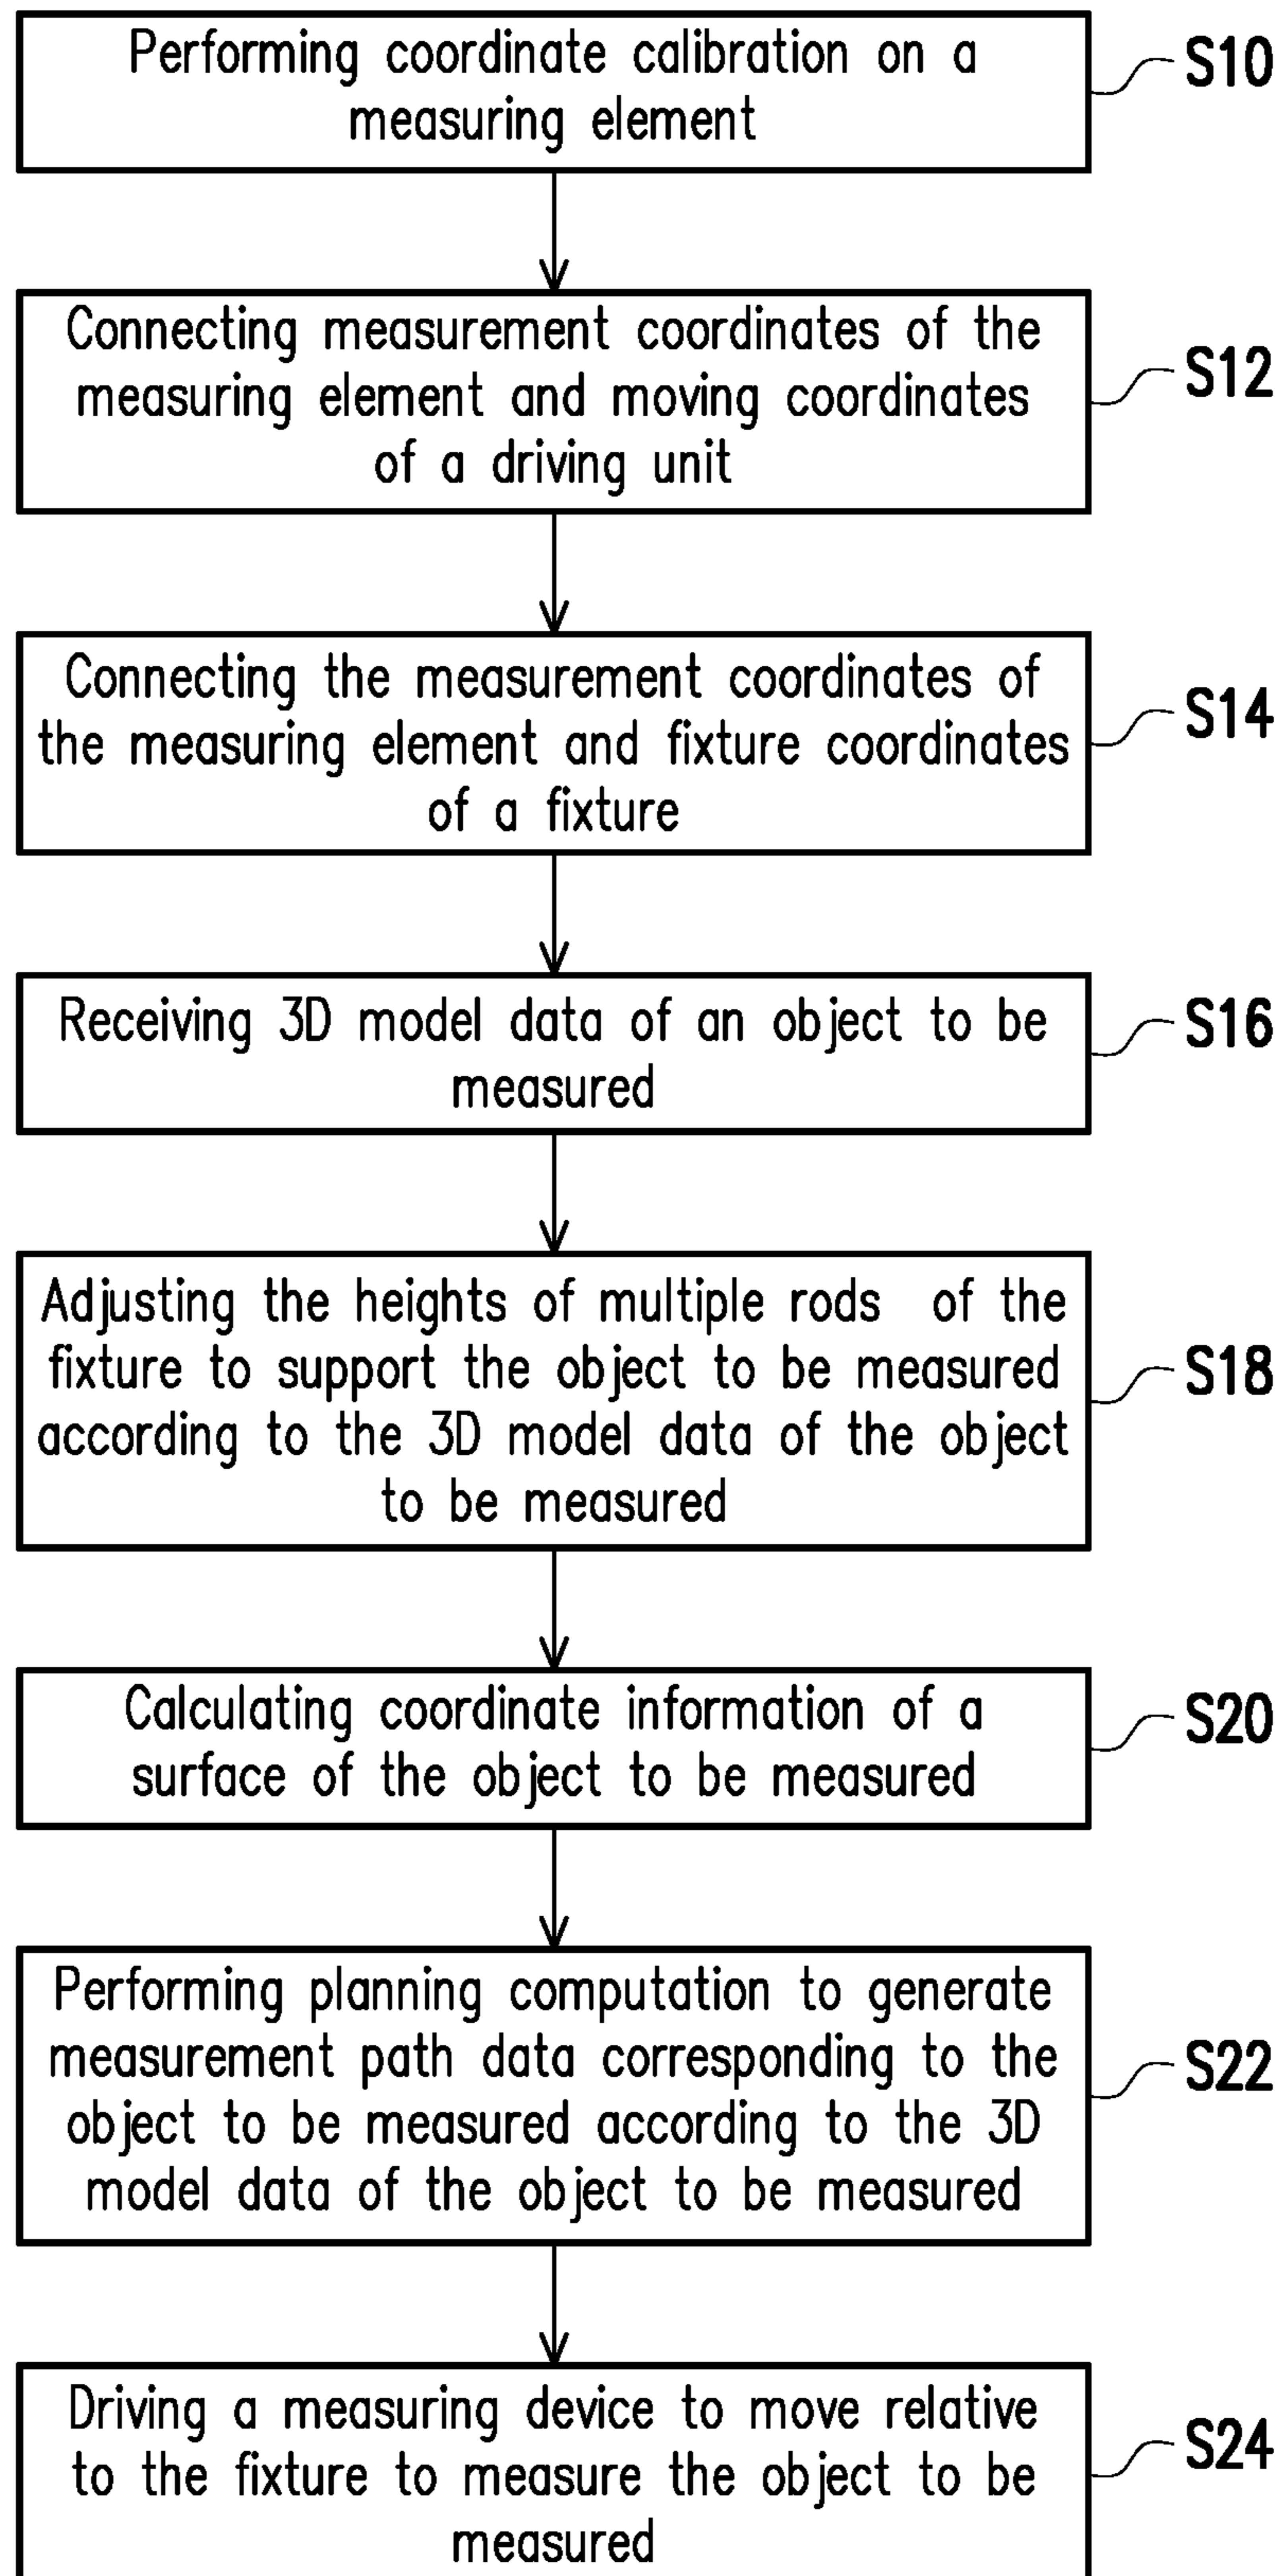 Performing coordinate calibration on a
measuring element
S10
Connecting measurement coordinates of the
measuring element and moving coordinates
of a driving unit
S12
Connecting the measurement coordinates of
the measuring element and fixture coordinates
of a fixture
S14
Receiving 3D model data of an object to be
measured
S16
Adjusting the heights of multiple rods of the
fixture to support the object to be measured
according to the 3D model data of the object
to be measured
S18
Calculating coordinate information of a
surface of the object to be measured
S20
Performing planning computation to generate
measurement path data corresponding to the
object to be measured according to the 3D
model data of the object to be measured
S22
Driving a measuring device to move relative
to the fixture to measure the object to be
measured
S24